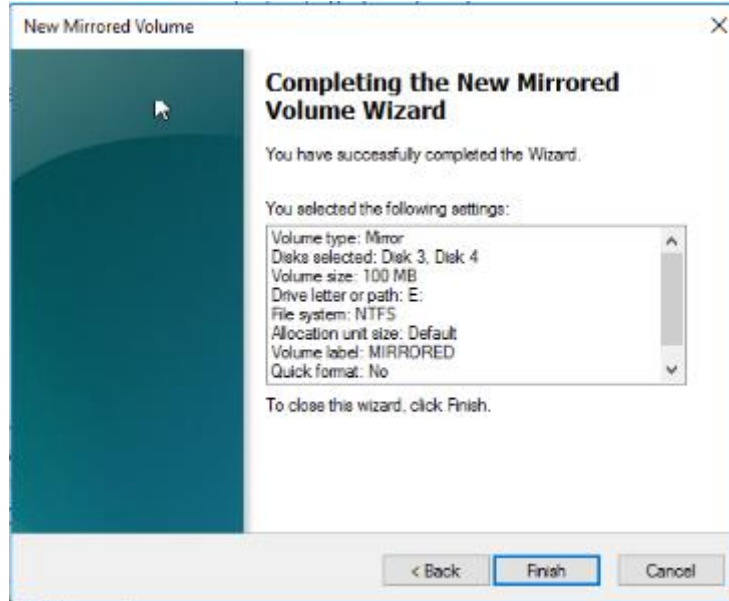 New Mirrored Volume
Completing the New Mirrored
Volume Wizard
You have successfully completed the Wizard.
You selected the following settings:
Volume type: Mirror
Disks selected: Disk 3, Disk 4
Volume size: 100 MB
Drive letter or path: E:
File system: NTFS
Allocation unit size: Default
Volume label: MIRRORED
Quick format: No
To close this wizard, click Finish.
< Back
Finish
Cancel